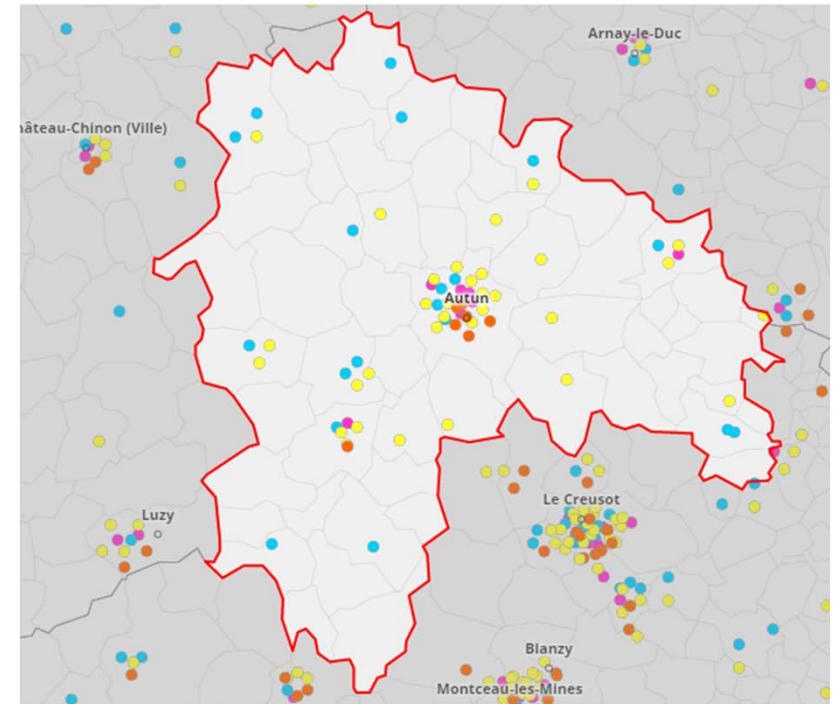 Arnay-le-Duc
hâteau-Chinon (Ville)
Autun
Le Creusot
Luzy
Blanzy
Montceau-les-Mines